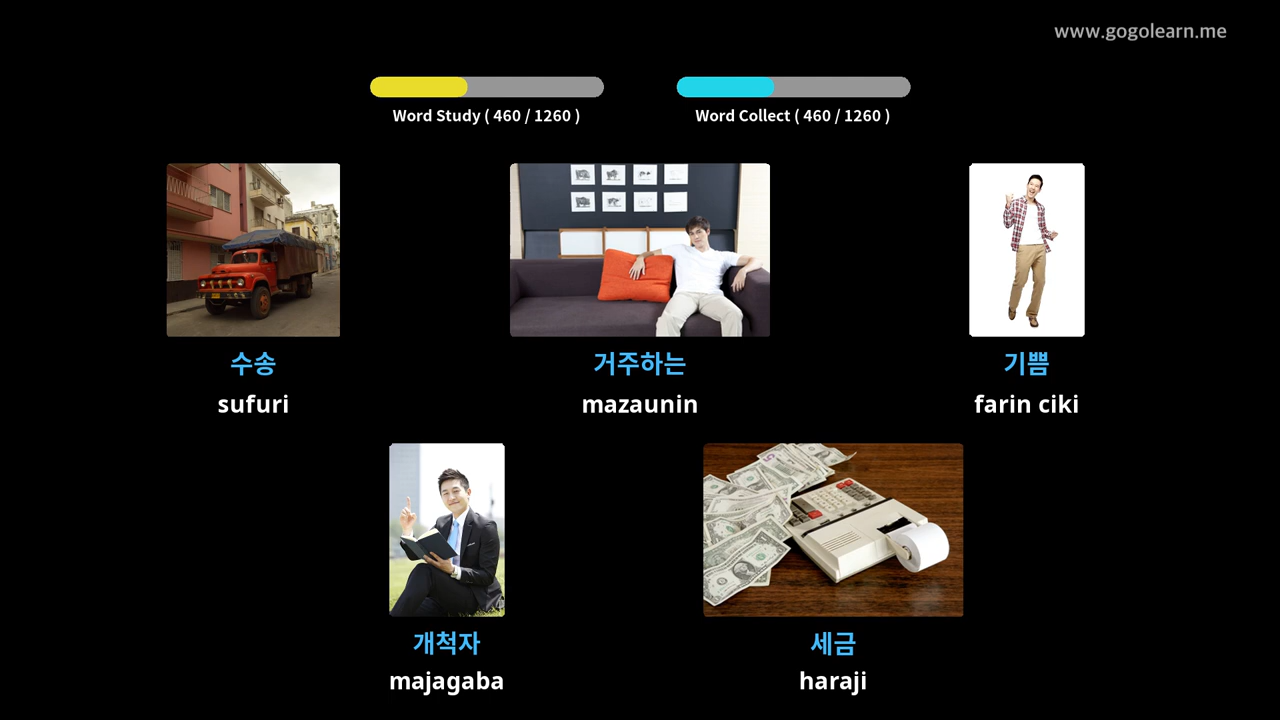 www.gogolearn.me
Word Study ( 460 / 1260 )
Word Collect ( 460 / 1260 )
수송
sufuri
거주하는
mazaunin
기쁨
farin ciki
개척자
majagaba
세금
haraji